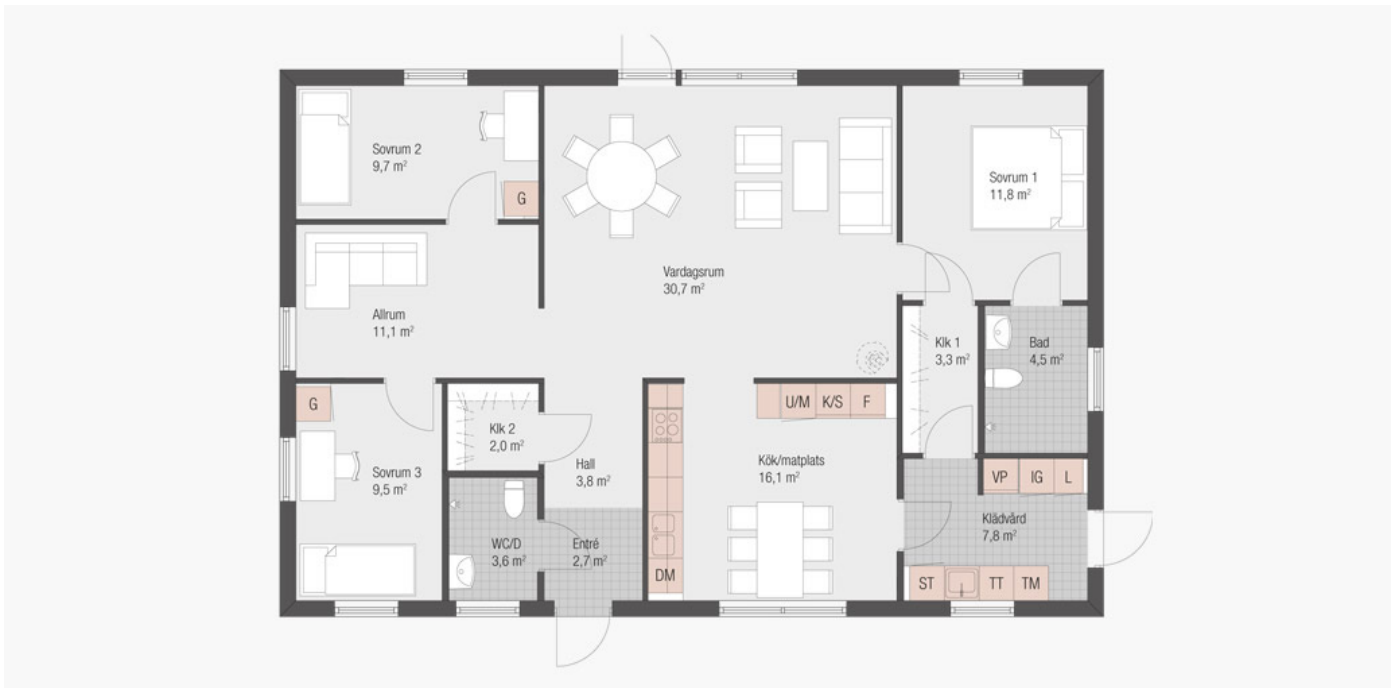 Sovrum 2
9,7 m²
G
Vardagsrum
30,7 m²
Sovrum 1
11,8 m²
Allrum
11,1 m²
Klk 1
3,3 m²
Bad
4,5 m²
G
Sovrum 3
9,5 m²
Klk 2
2,0 m²
Hall
3,8 m²
WC/D
3,6 m²
Entré
2,7 m²
U/M K/S F
Kök/matplats
16,1 m²
DM
VP IG L
Klädvård
7,8 m²
ST TT TM